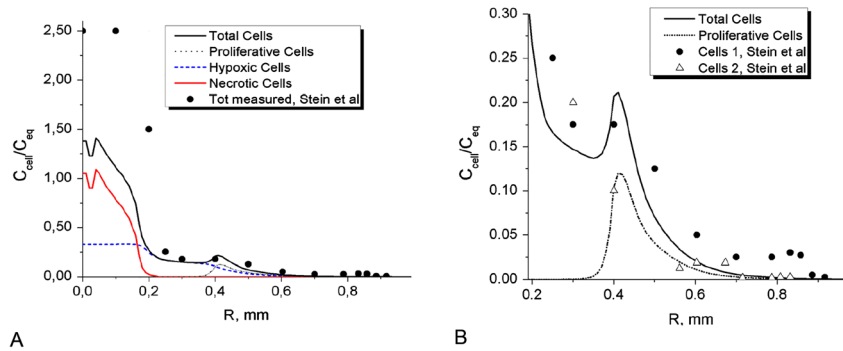 Total Cells
Proliferative Cells
Hypoxic Cells
Necrotic Cells
Tot measured, Stein et al
C_cell/C_eq
2,50
2,00
1,50
1,00
0,50
0,00
0,0 0,2 0,4 0,6 0,8
R, mm
A
B
Total Cells
Proliferative Cells
Cells 1, Stein et al
Cells 2, Stein et al
C_cell/C_eq
0.30
0.25
0.20
0.15
0.10
0.05
0.00
0.2 0.4 0.6 0.8
R, mm